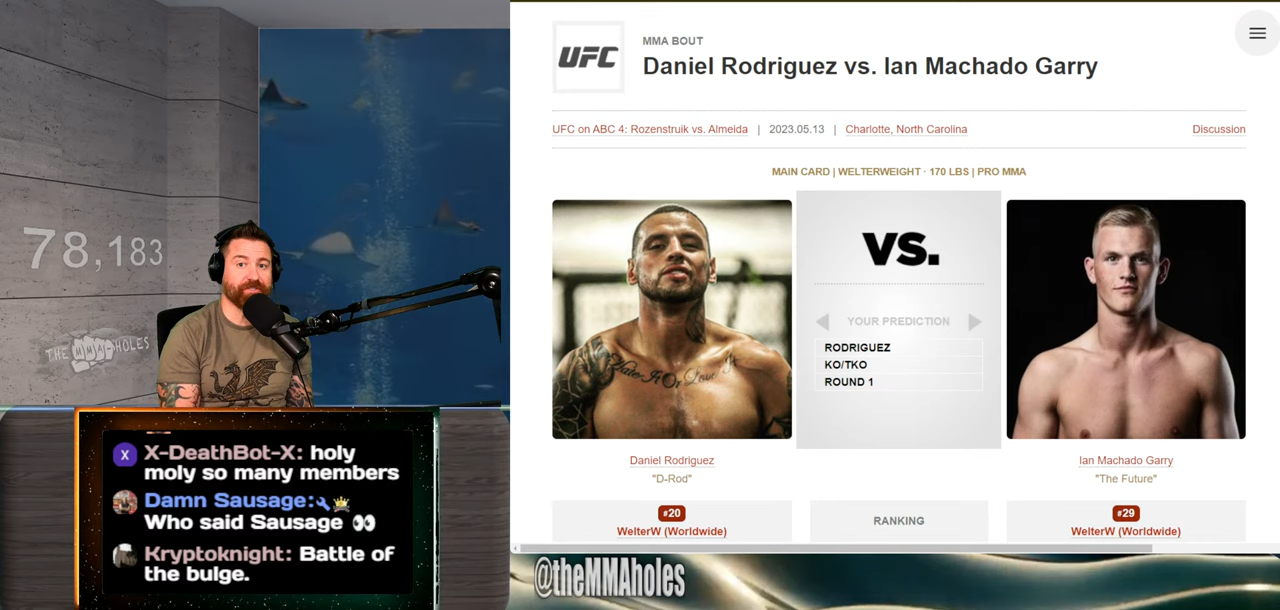 78,183
THE MMAHOLES
X-DeathBot-X: holy
moly so many members
Damn Sausage:
Who said Sausage 👀
Kryptoknight: Battle of
the bulge.
UFC
MMA BOUT
Daniel Rodriguez vs. Ian Machado Garry
UFC on ABC 4: Rozenstruik vs. Almeida | 2023.05.13 | Charlotte, North Carolina Discussion
MAIN CARD | WELTERWEIGHT · 170 LBS | PRO MMA
VS.
YOUR PREDICTION
RODRIGUEZ
KO/TKO
ROUND 1
Daniel Rodriguez
"D-Rod"
Ian Machado Garry
"The Future"
#20
WelterW (Worldwide)
RANKING
#29
WelterW (Worldwide)
@theMMAholes